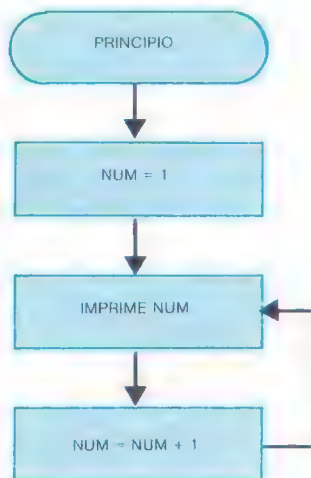 PRINCIPIO
NUM = 1
IMPRIME NUM
NUM = NUM + 1